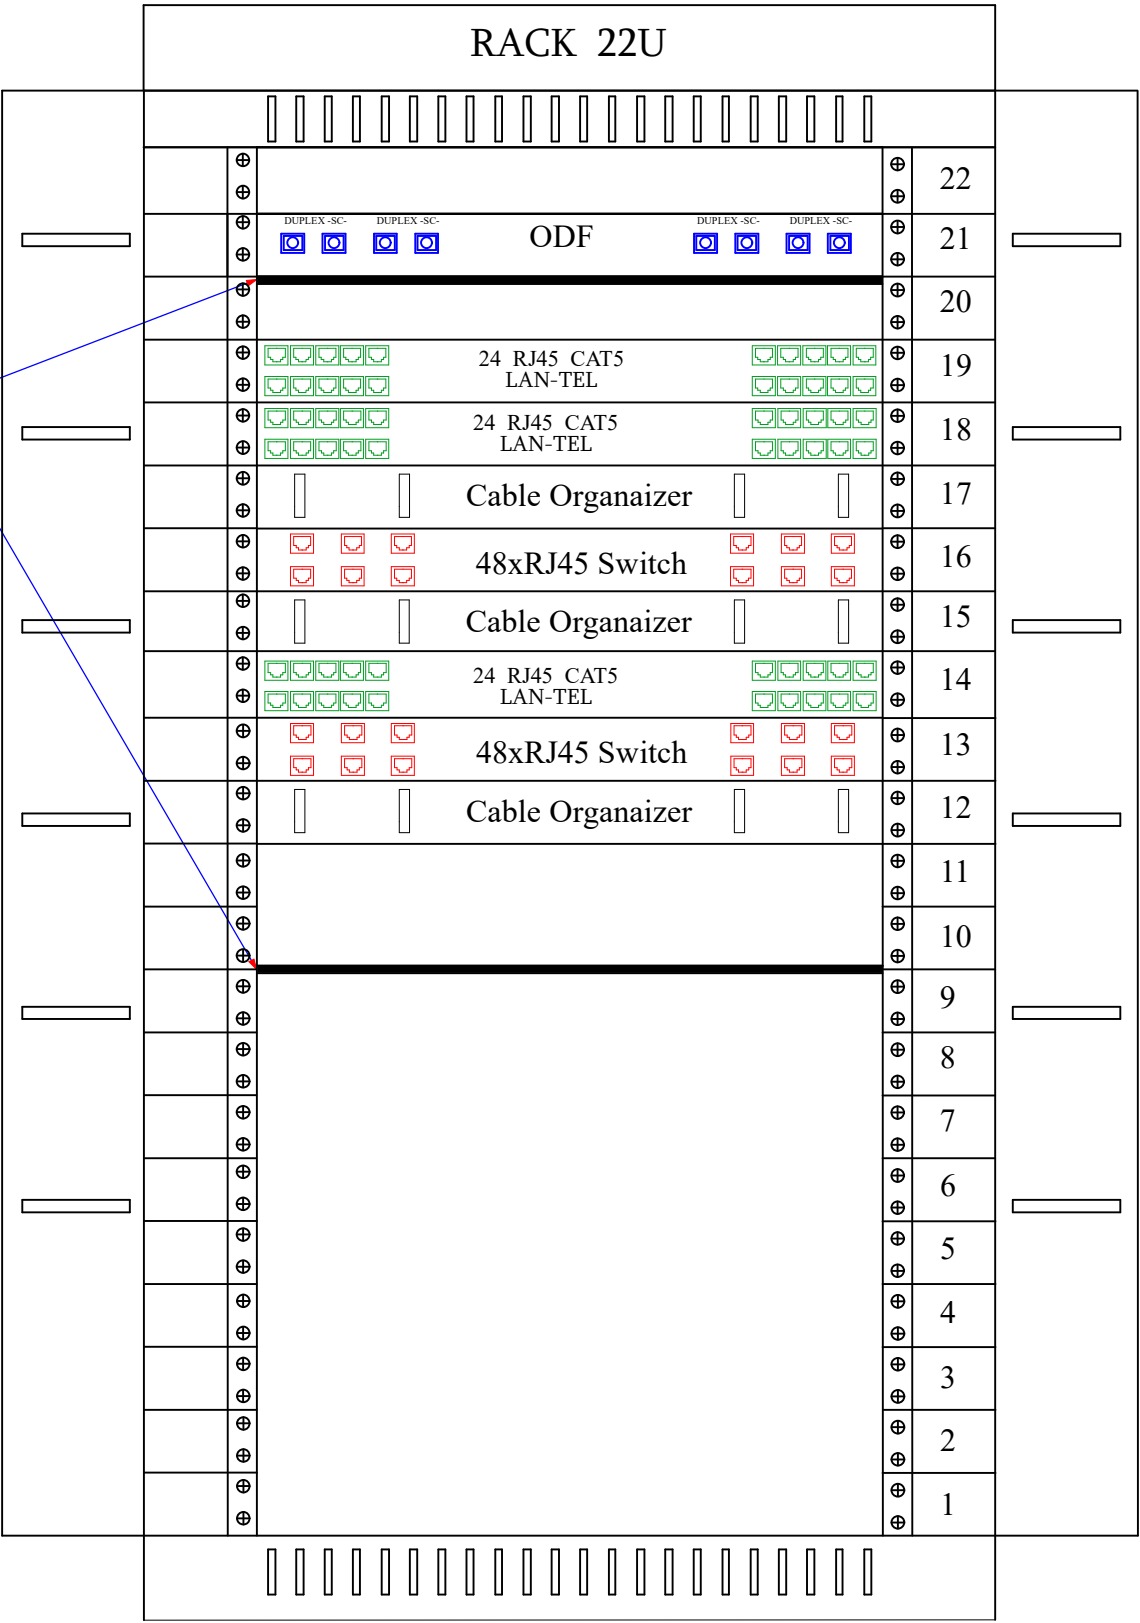 RACK 22U
22
DUPLEX -SC- DUPLEX -SC- ODF DUPLEX -SC- DUPLEX -SC- 21
20
24 RJ45 CAT5
LAN-TEL
19
24 RJ45 CAT5
LAN-TEL
18
Cable Organaizer 17
48xRJ45 Switch 16
Cable Organaizer 15
24 RJ45 CAT5
LAN-TEL
14
48xRJ45 Switch 13
Cable Organaizer 12
11
10
9
8
7
6
5
4
3
2
1